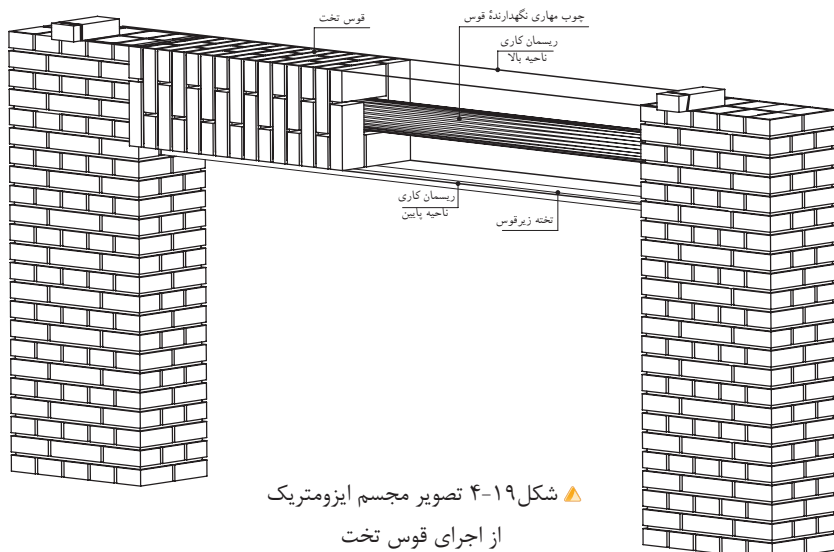 قوس تخت
چوب مهاری نگهدارندهٔ قوس
ریسمان کاری
ناحیه بالا
ریسمان کاری
ناحیه پایین
تخته زیرقوس
شکل۱۹-۴ تصویر مجسم ایزومتریک
از اجرای قوس تخت